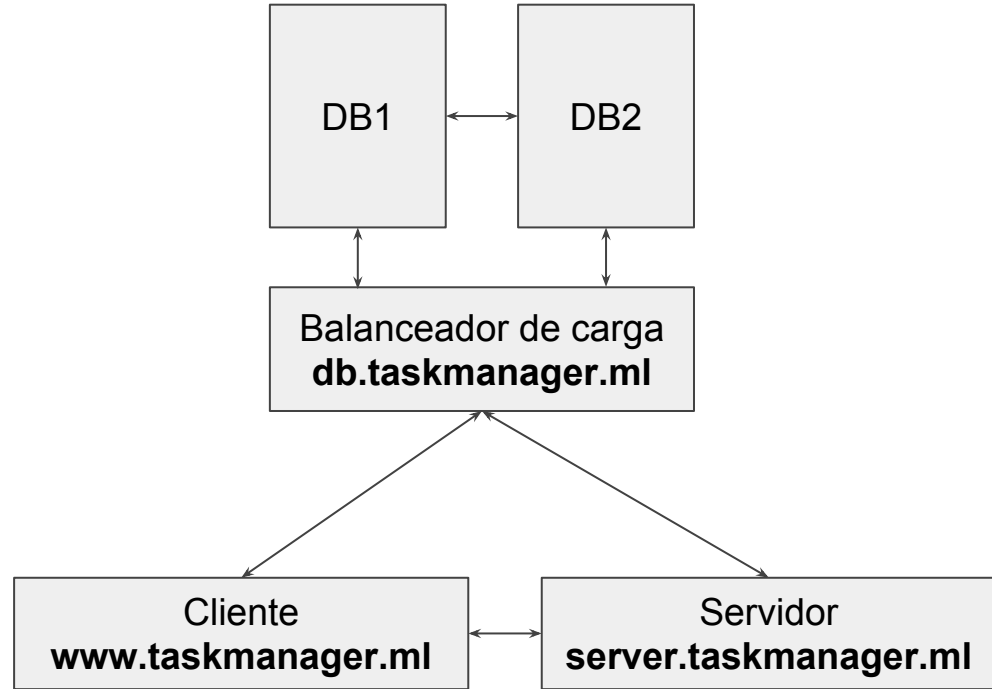 DB1
DB2
Balanceador de carga
db.taskmanager.ml
Cliente
www.taskmanager.ml
Servidor
server.taskmanager.ml